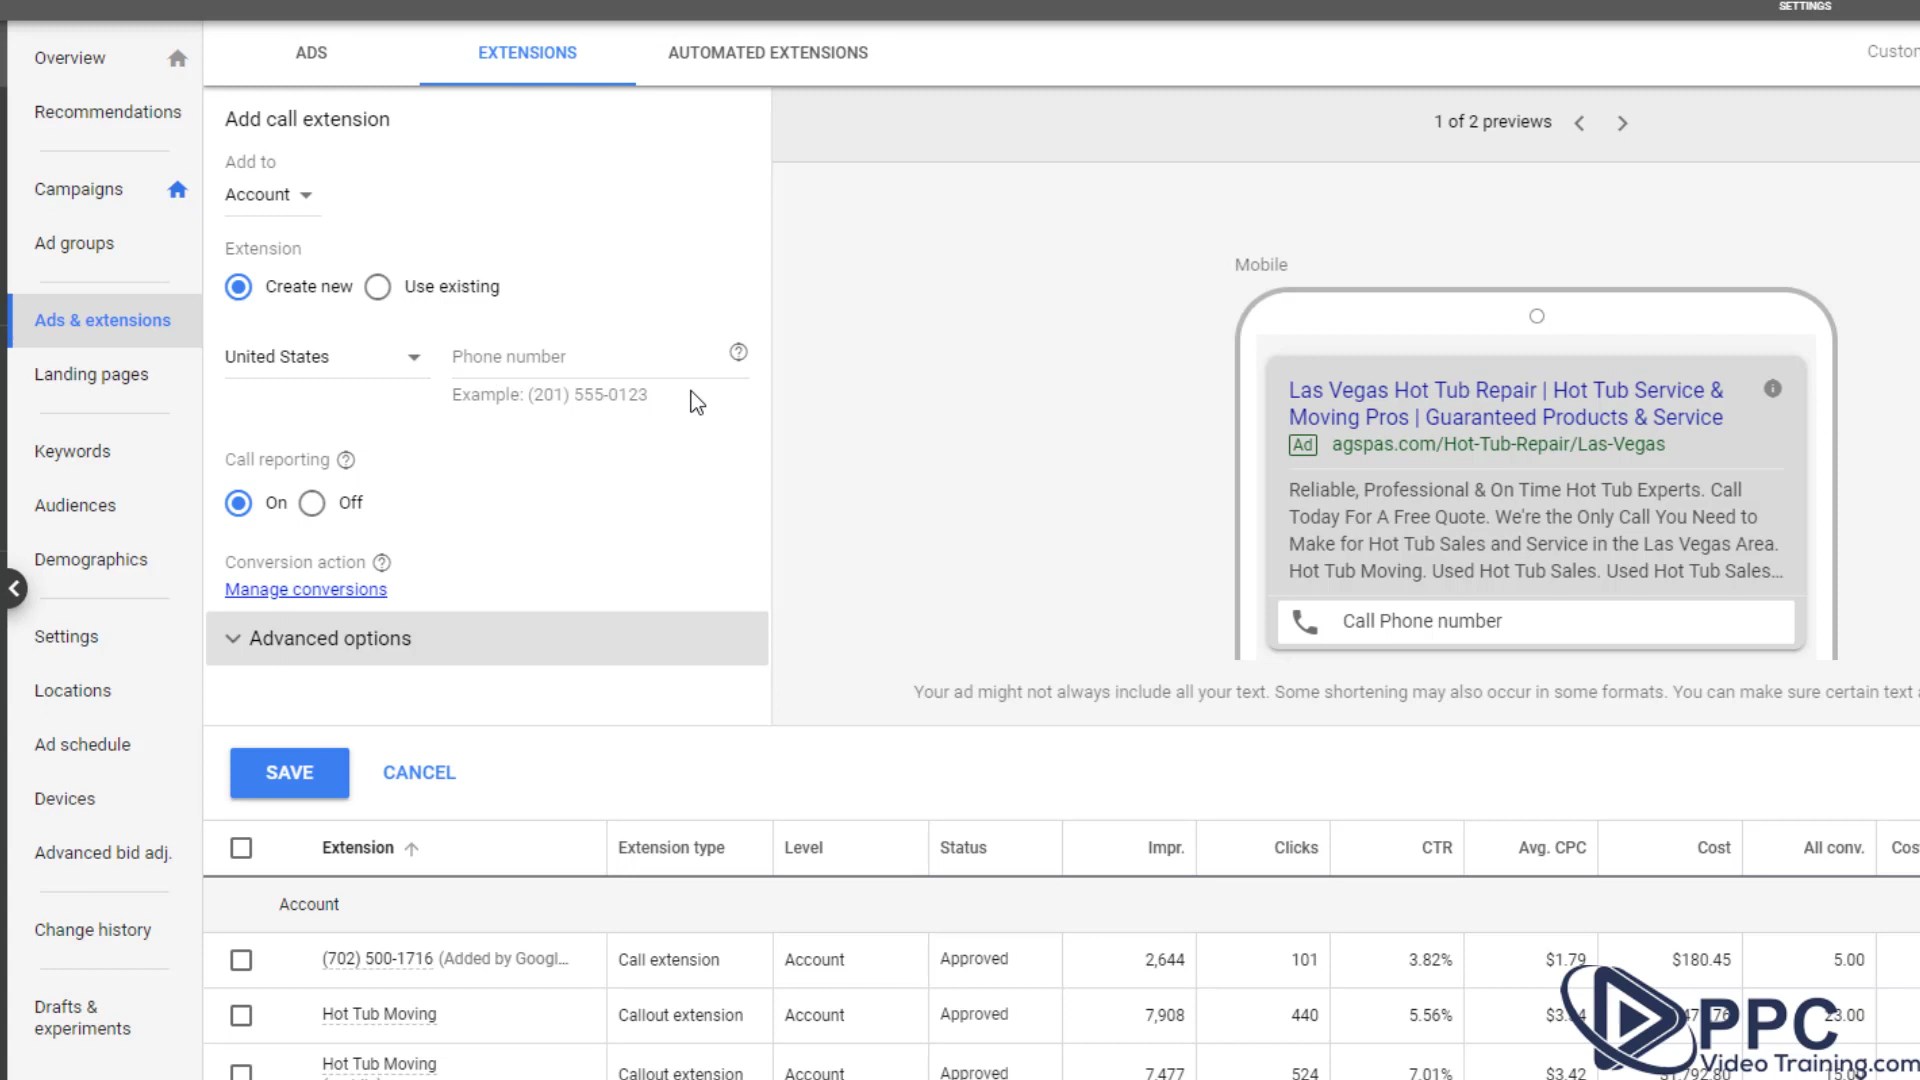 SETTINGS
Overview
Recommendations
Campaigns
Ad groups
Ads & extensions
Landing pages
Keywords
Audiences
Demographics
Settings
Locations
Ad schedule
Devices
Advanced bid adj.
Change history
Drafts &
experiments
ADS EXTENSIONS AUTOMATED EXTENSIONS
Add call extension
Add to
Account
Extension
Create new Use existing
United States Phone number
Example: (201) 555-0123
Call reporting
On Off
Conversion action
Manage conversions
Advanced options
1 of 2 previews
Mobile
Las Vegas Hot Tub Repair | Hot Tub Service &
Moving Pros | Guaranteed Products & Service
Ad agspas.com/Hot-Tub-Repair/Las-Vegas
Reliable, Professional & On Time Hot Tub Experts. Call
Today For A Free Quote. We're the Only Call You Need to
Make for Hot Tub Sales and Service in the Las Vegas Area.
Hot Tub Moving. Used Hot Tub Sales. Used Hot Tub Sales...
Call Phone number
Your ad might not always include all your text. Some shortening may also occur in some formats. You can make sure certain text
SAVE CANCEL
Extension Extension type Level Status Impr. Clicks CTR Avg. CPC Cost All conv.
Account
(702) 500-1716 (Added by Googl... Call extension Account Approved 2,644 101 3.82% $1.79 $180.45 5.00
Hot Tub Moving Callout extension Account Approved 7,908 440 5.56%
Hot Tub Moving Callout extension Account Approved 7,477 524 7.01% $3.42
PPC
Video Training.com